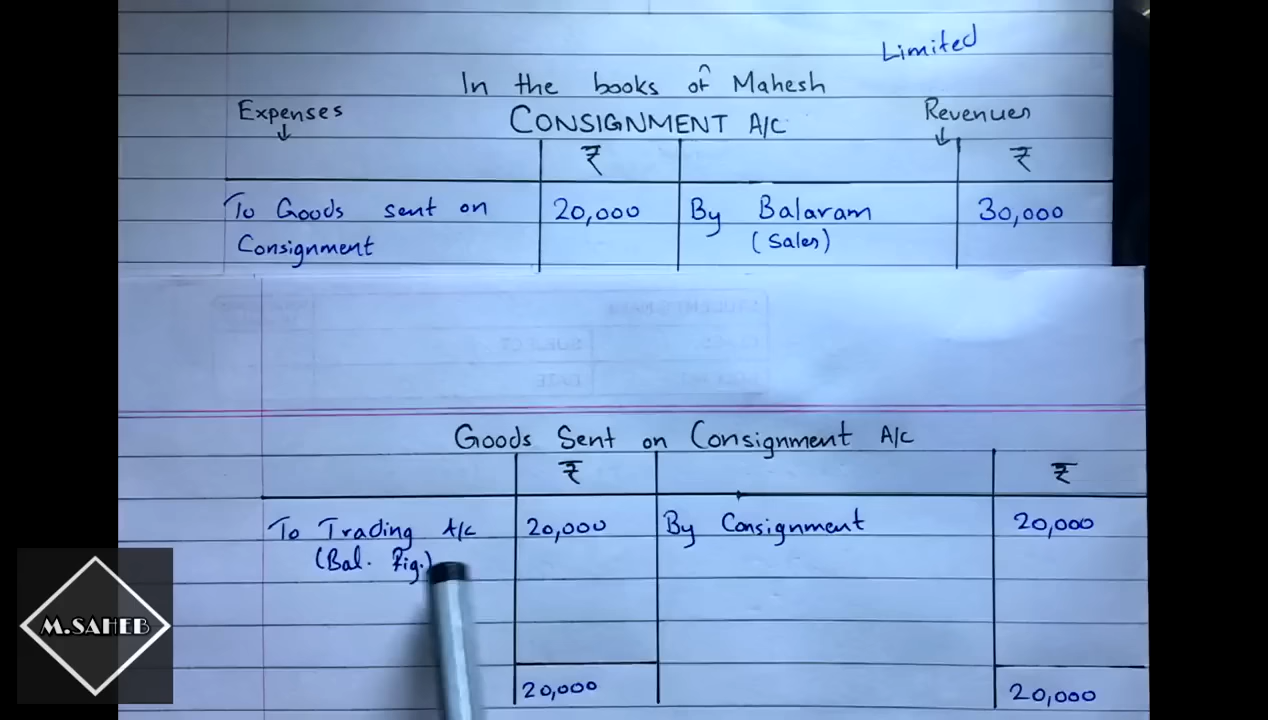 Limited
In the books of Mahesh
Expenses
Revenues
CONSIGNMENT A/C
₹ ₹
To Goods sent on 20,000 By Balaram 30,000
Consignment (Sales)
Goods Sent on Consignment A/C
₹ ₹
To Trading A/c 20,000 By Consignment 20,000
(Bal. Fig.)
20,000 20,000
M.SAHEB